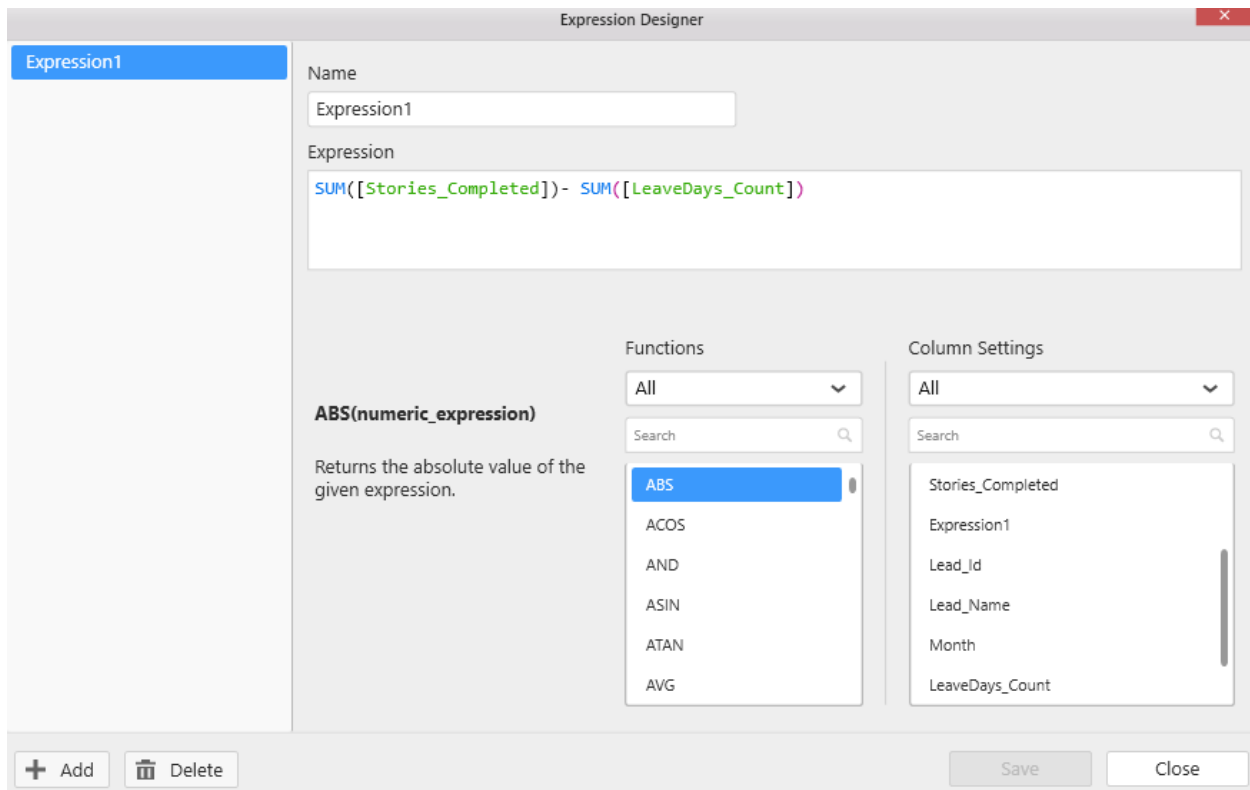 Expression Designer
Expression1
Name
Expression1
Expression
SUM([Stories_Completed])- SUM([LeaveDays_Count])
Functions
Column Settings
All
All
ABS(numeric_expression)
Search
Search
Returns the absolute value of the
given expression.
ABS
ACOS
AND
ASIN
ATAN
AVG
Stories_Completed
Expression1
Lead_Id
Lead_Name
Month
LeaveDays_Count
Add
Delete
Save
Close